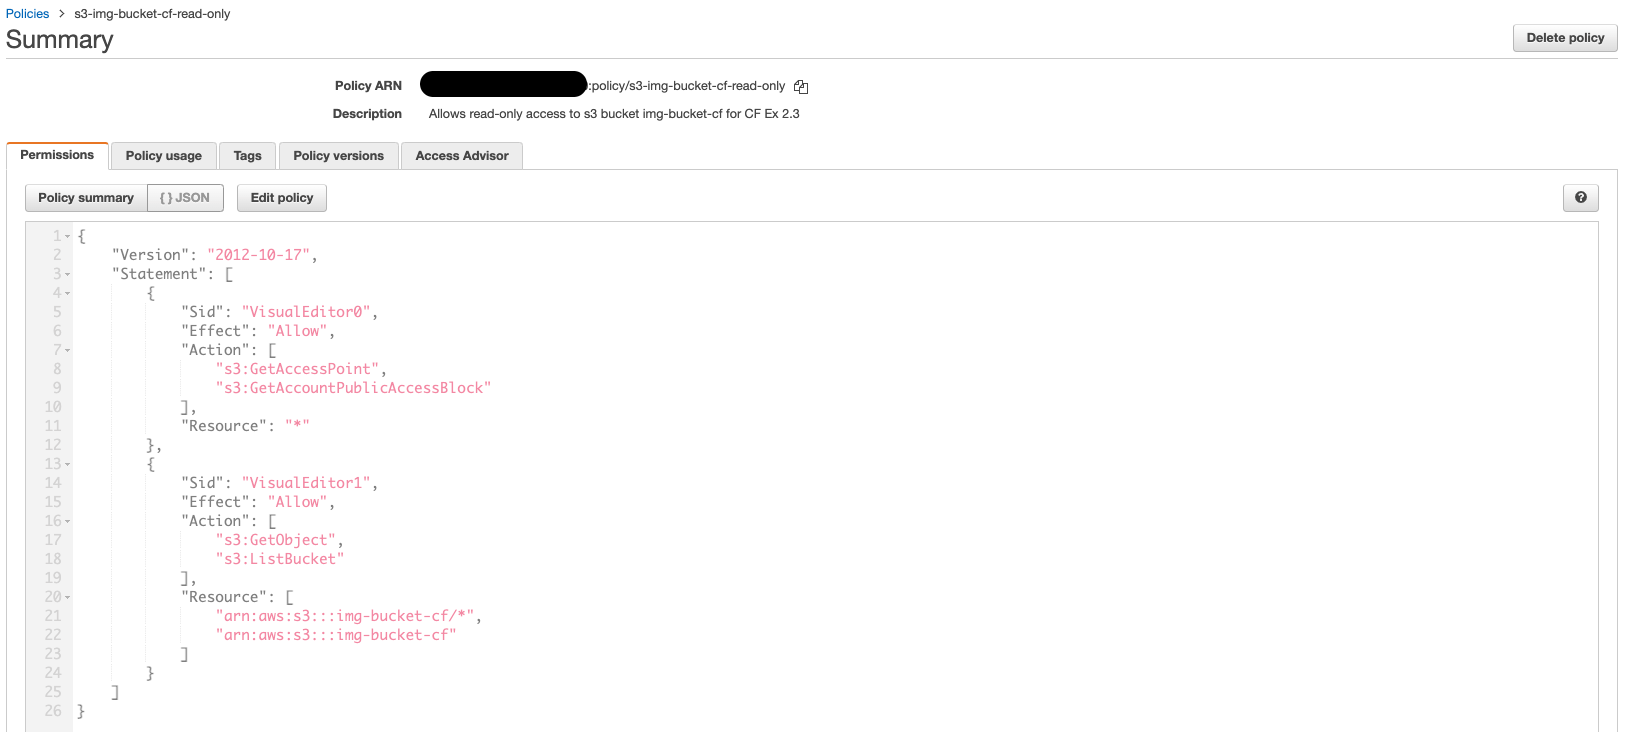 Policies > s3-img-bucket-cf-read-only
Summary
Delete policy
Policy ARN :policy/s3-img-bucket-cf-read-only
Description Allows read-only access to s3 bucket img-bucket-cf for CF Ex 2.3
Permissions Policy usage Tags Policy versions Access Advisor
Policy summary { } JSON Edit policy ?
1 {
2 "Version": "2012-10-17",
3 "Statement": [
4 {
5 "Sid": "VisualEditor0",
6 "Effect": "Allow",
7 "Action": [
8 "s3:GetAccessPoint",
9 "s3:GetAccountPublicAccessBlock"
10 ],
11 "Resource": "*"
12 },
13 {
14 "Sid": "VisualEditor1",
15 "Effect": "Allow",
16 "Action": [
17 "s3:GetObject",
18 "s3:ListBucket"
19 ],
20 "Resource": [
21 "arn:aws:s3:::img-bucket-cf/*",
22 "arn:aws:s3:::img-bucket-cf"
23 ]
24 }
25 ]
26 }